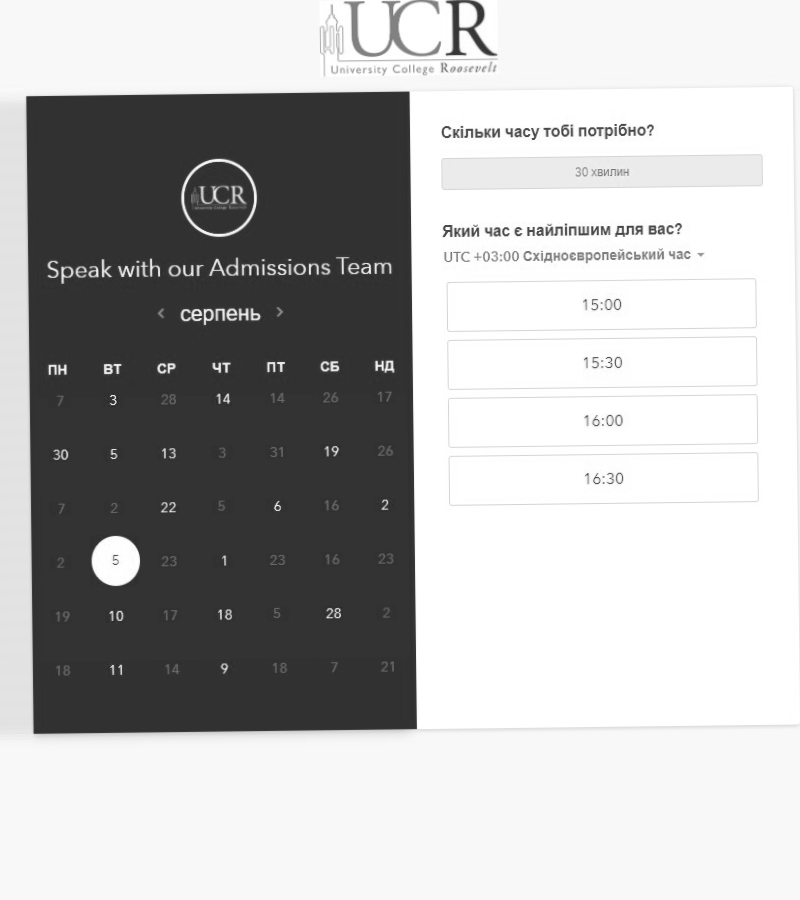 UCR
University College Roosevelt
UCR
Speak with our Admissions Team
серпень
ПН ВТ СР ЧТ ПТ СБ НД
7 3 28 14 14 26 17
30 5 13 3 31 19 26
7 2 22 5 6 16 2
2 5 23 1 23 16 23
19 10 17 18 5 28 2
18 11 14 9 18 7 21
Скільки часу тобі потрібно?
30 хвилин
Який час є найліпшим для вас?
UTC +03:00 Східноєвропейський час
15:00
15:30
16:00
16:30